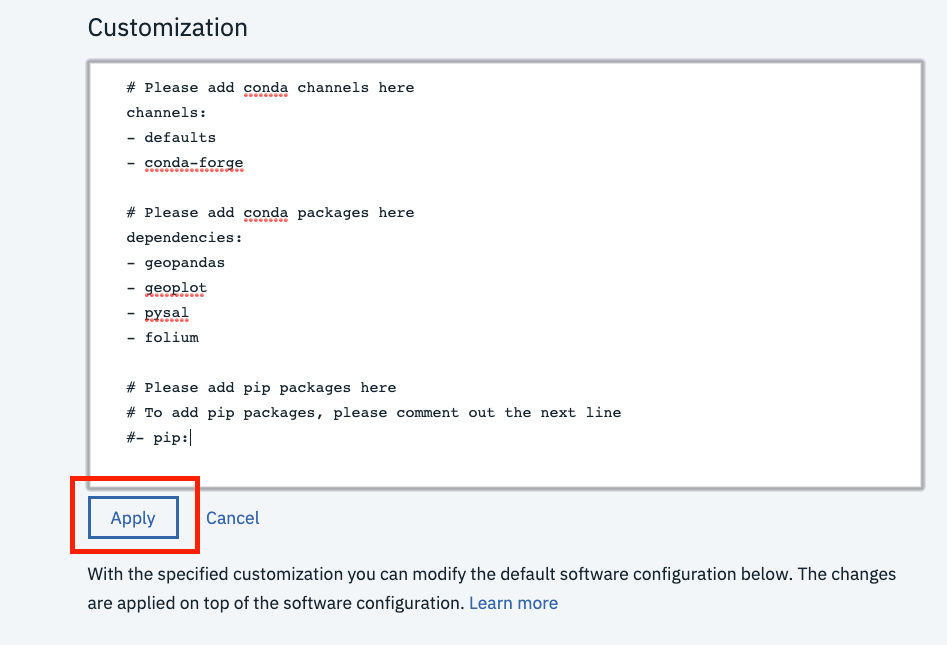 Customization
# Please add conda channels here
channels:
- defaults
- conda-forge
# Please add conda packages here
dependencies:
- geopandas
- geoplot
- pysal
- folium
# Please add pip packages here
# To add pip packages, please comment out the next line
#- pip:
Apply Cancel
With the specified customization you can modify the default software configuration below. The changes
are applied on top of the software configuration. Learn more